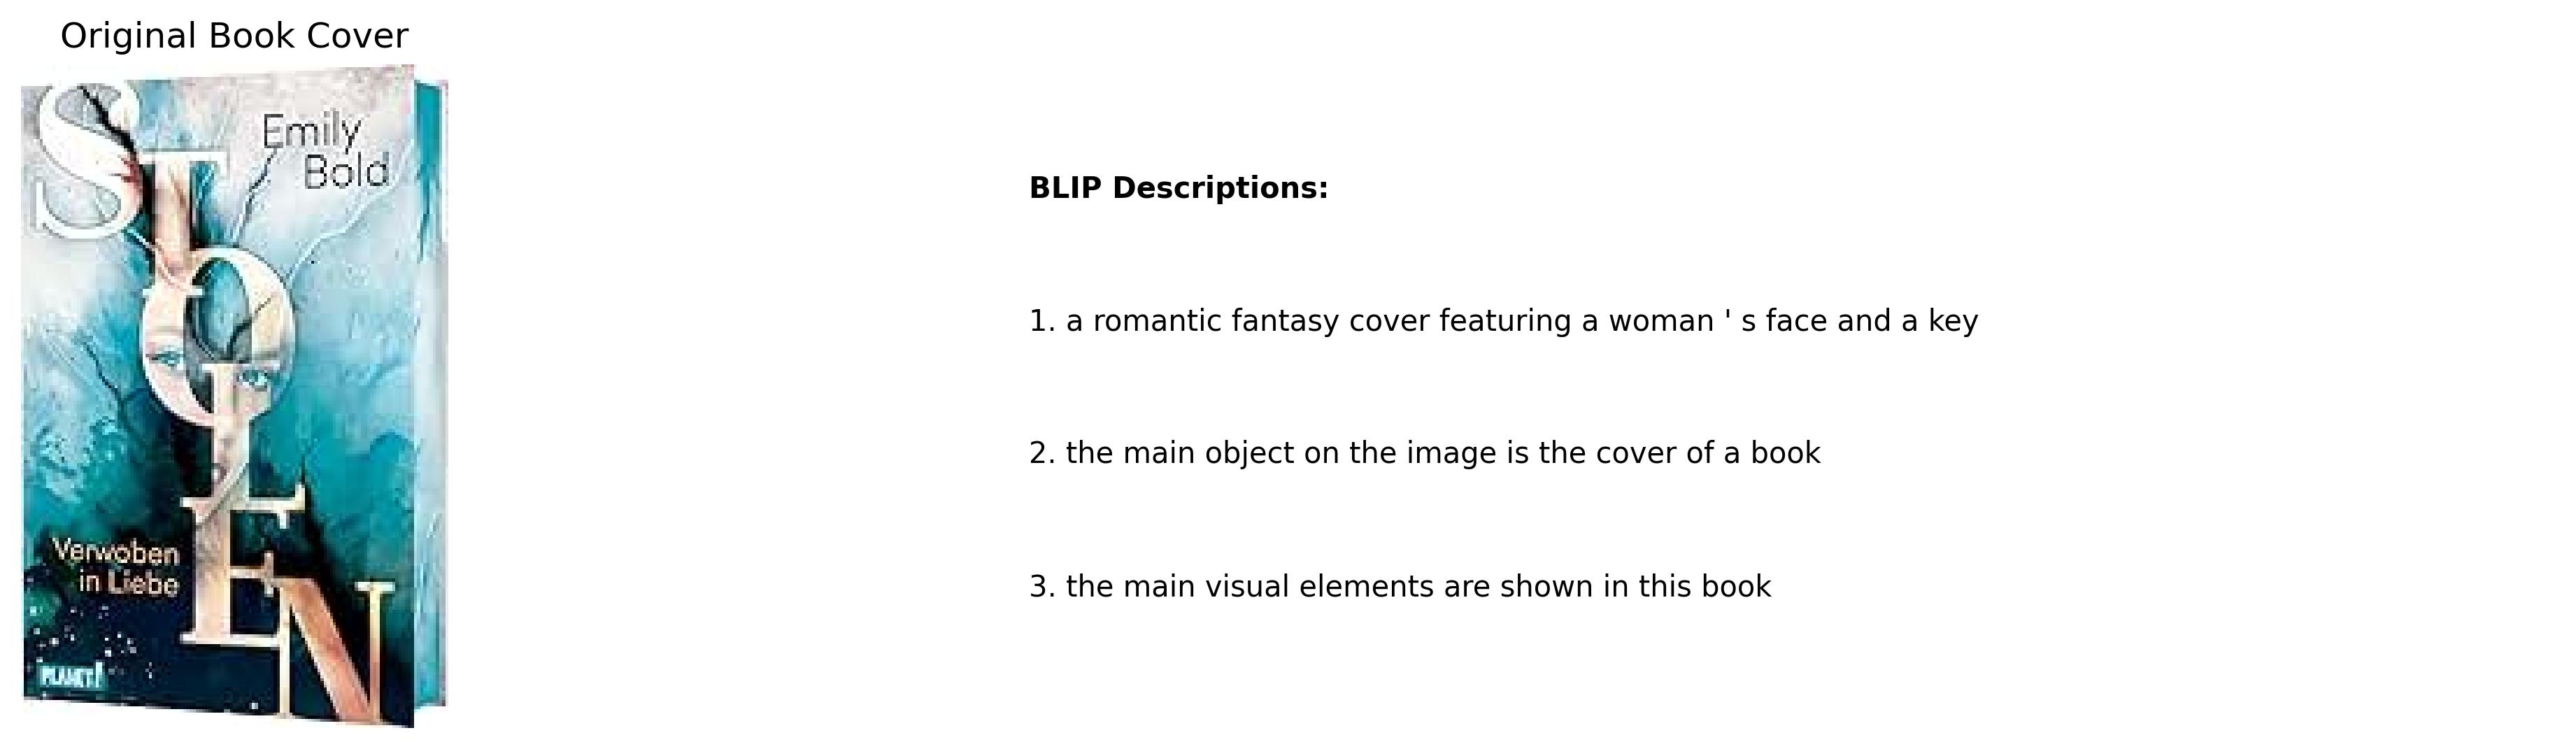 Original Book Cover
Emily
Bold
STOLEN
Verwoben
in Liebe
PLANET!
BLIP Descriptions:
1. a romantic fantasy cover featuring a woman ' s face and a key
2. the main object on the image is the cover of a book
3. the main visual elements are shown in this book